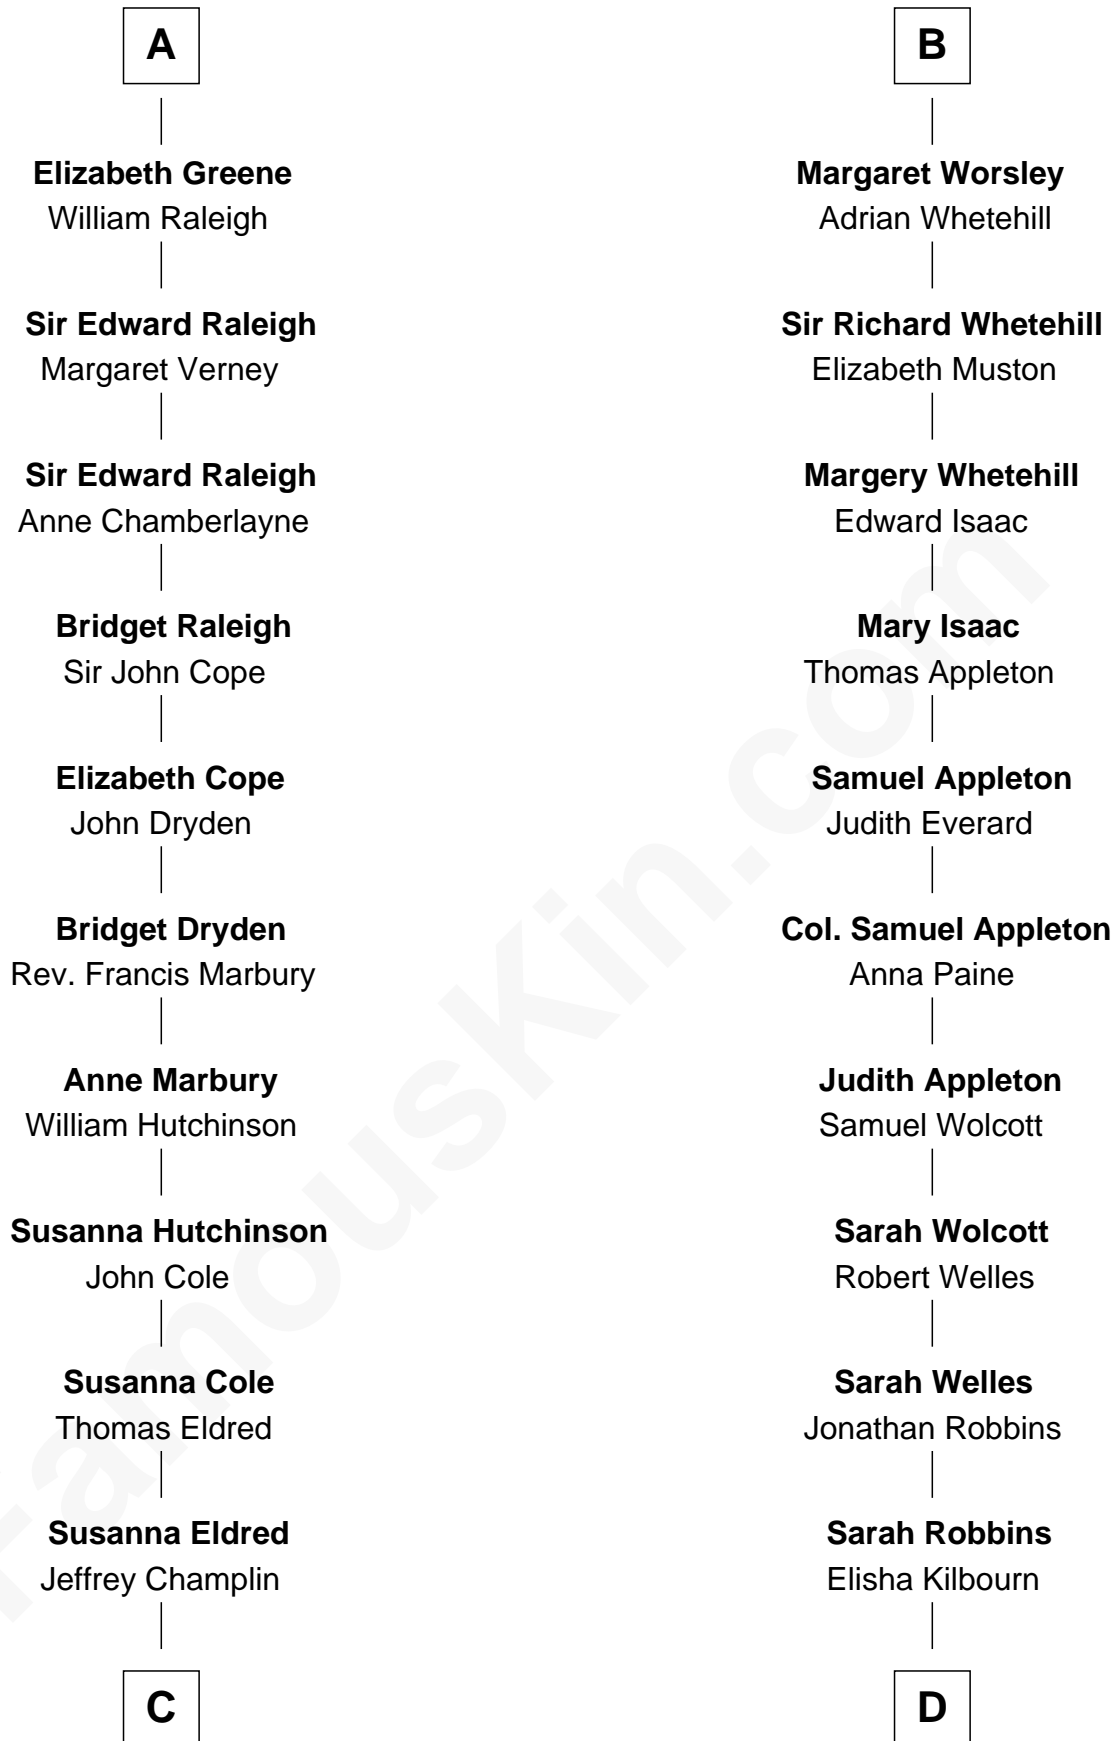 A
Elizabeth Greene
William Raleigh
Sir Edward Raleigh
Margaret Verney
Sir Edward Raleigh
Anne Chamberlayne
Bridget Raleigh
Sir John Cope
Elizabeth Cope
John Dryden
Bridget Dryden
Rev. Francis Marbury
Anne Marbury
William Hutchinson
Susanna Hutchinson
John Cole
Susanna Cole
Thomas Eldred
Susanna Eldred
Jeffrey Champlin
C
B
Margaret Worsley
Adrian Whetehill
Sir Richard Whetehill
Elizabeth Muston
Margery Whetehill
Edward Isaac
Mary Isaac
Thomas Appleton
Samuel Appleton
Judith Everard
Col. Samuel Appleton
Anna Paine
Judith Appleton
Samuel Wolcott
Sarah Wolcott
Robert Welles
Sarah Welles
Jonathan Robbins
Sarah Robbins
Elisha Kilbourn
D
FamousKin.com